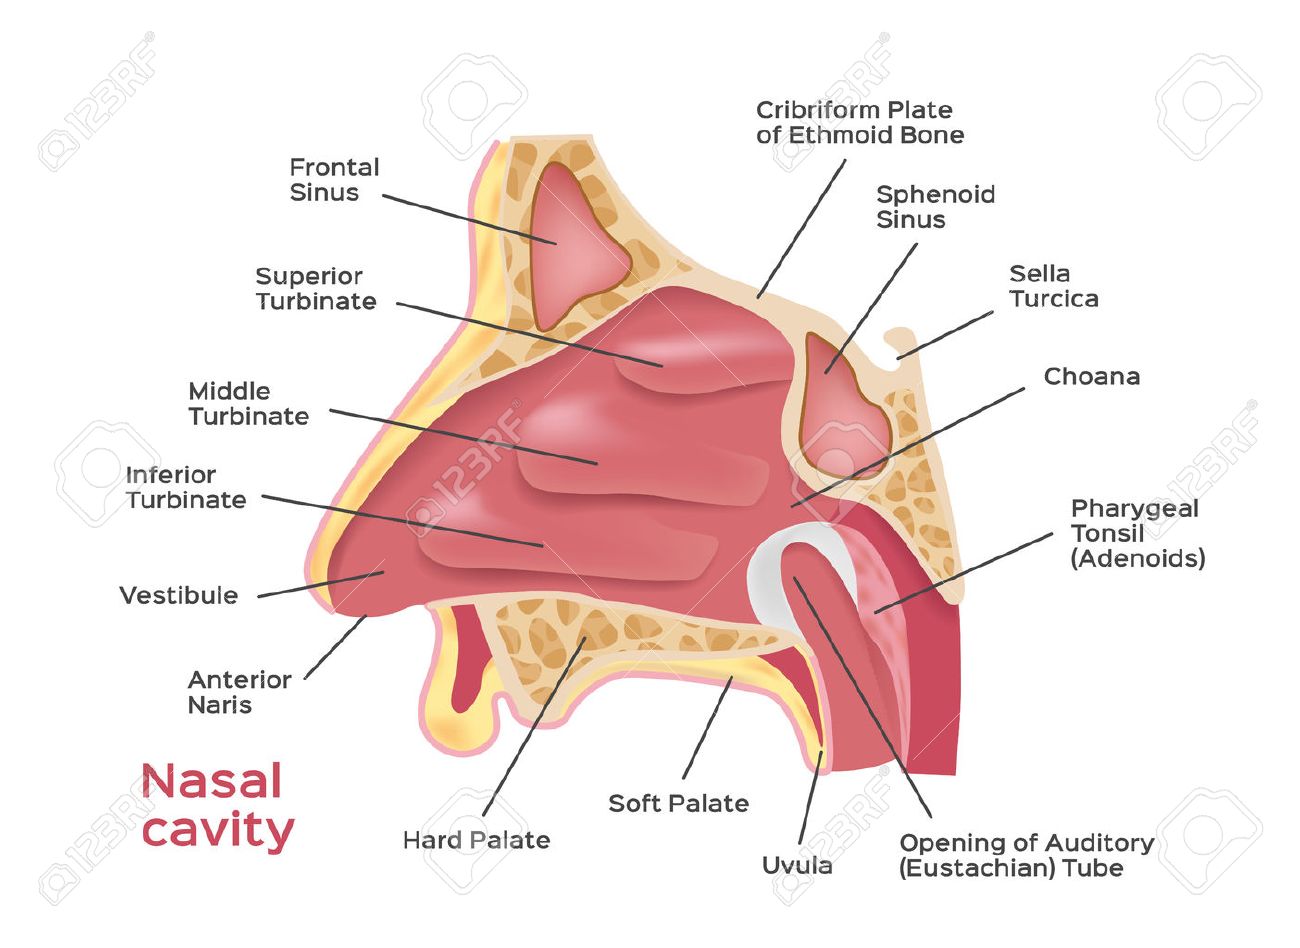 Cribriform Plate
of Ethmoid Bone
Frontal
Sinus
Sphenoid
Sinus
Superior
Turbinate
Sella
Turcica
Middle
Turbinate
Choana
Inferior
Turbinate
Pharygeal
Tonsil
(Adenoids)
Vestibule
Anterior
Naris
Nasal
cavity
Hard Palate
Soft Palate
Uvula
Opening of Auditory
(Eustachian) Tube
123RF
123RF
123RF
123RF
123RF
123RF
123RF
123RF